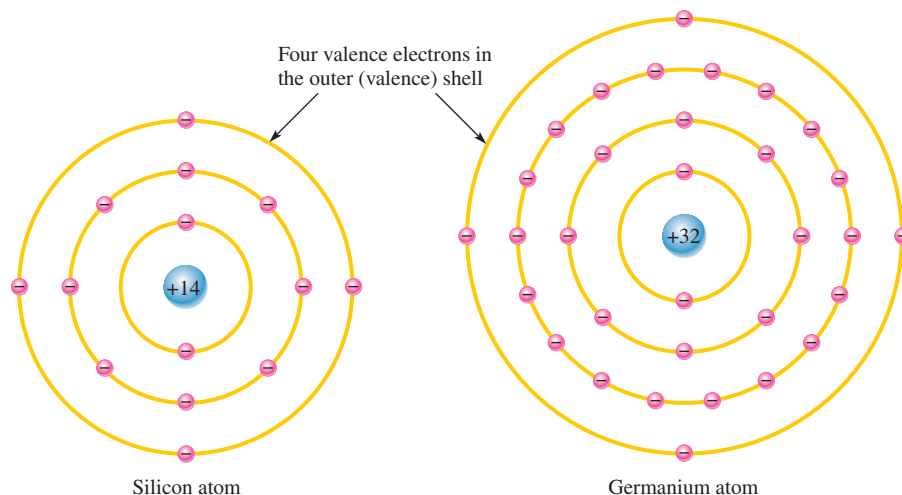 Four valence electrons in
the outer (valence) shell
+14
+32
Silicon atom
Germanium atom